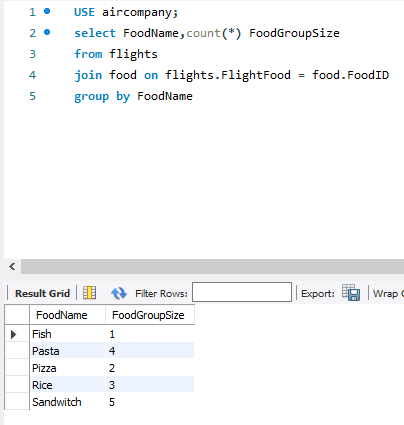 1 USE aircompany;
2 select FoodName,count(*) FoodGroupSize
3 from flights
4 join food on flights.FlightFood = food.FoodID
5 group by FoodName
Result Grid Filter Rows: Export: Wrap C
FoodName FoodGroupSize
Fish 1
Pasta 4
Pizza 2
Rice 3
Sandwitch 5